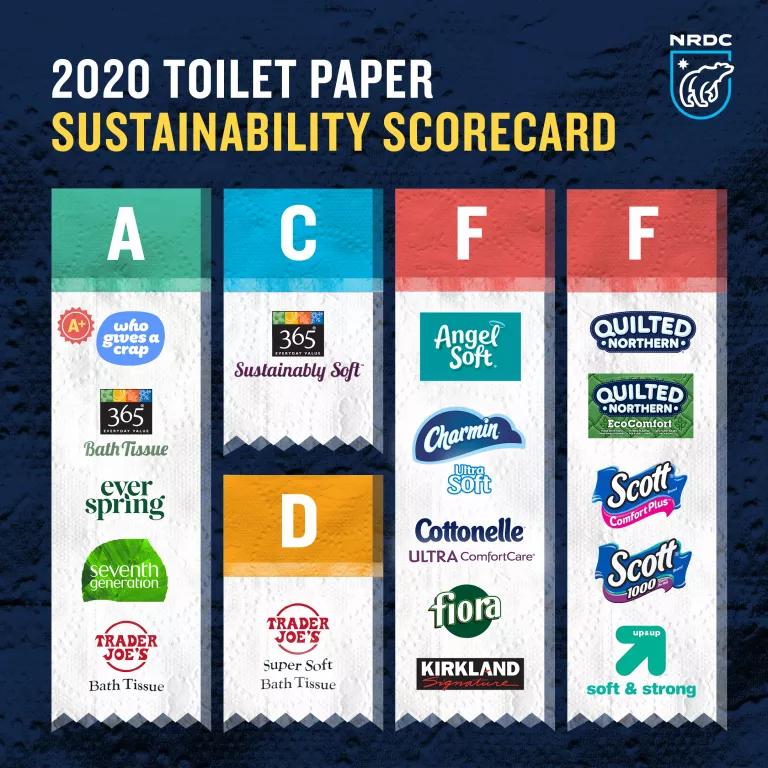 NRDC
2020 TOILET PAPER
SUSTAINABILITY SCORECARD
A
A+
who
gives a
crap
365
EVERYDAY VALUE
Bath Tissue
ever
spring
seventh
generation
TRADER
JOE'S
Bath Tissue
C
365
EVERYDAY VALUE
Sustainably Soft
D
TRADER
JOE'S
Super Soft
Bath Tissue
F
Angel
Soft
Charmin
Ultra
Soft
Cottonelle
ULTRA ComfortCare
fiora
KIRKLAND
Signature
F
QUILTED
NORTHERN
QUILTED
NORTHERN
EcoComfort
Scott
Comfort Plus
Scott
1000
up&up
soft & strong